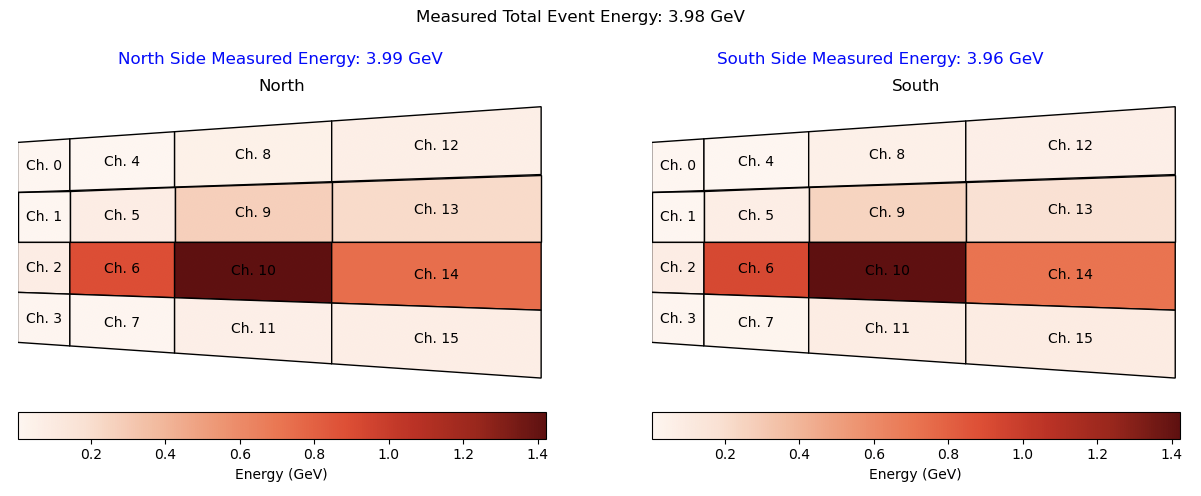 Measured Total Event Energy: 3.98 GeV
North Side Measured Energy: 3.99 GeV
North
Ch. 0 Ch. 4 Ch. 8 Ch. 12
Ch. 1 Ch. 5 Ch. 9 Ch. 13
Ch. 2 Ch. 6 Ch. 10 Ch. 14
Ch. 3 Ch. 7 Ch. 11 Ch. 15
0.2 0.4 0.6 0.8 1.0 1.2 1.4
Energy (GeV)
South Side Measured Energy: 3.96 GeV
South
Ch. 0 Ch. 4 Ch. 8 Ch. 12
Ch. 1 Ch. 5 Ch. 9 Ch. 13
Ch. 2 Ch. 6 Ch. 10 Ch. 14
Ch. 3 Ch. 7 Ch. 11 Ch. 15
0.2 0.4 0.6 0.8 1.0 1.2 1.4
Energy (GeV)